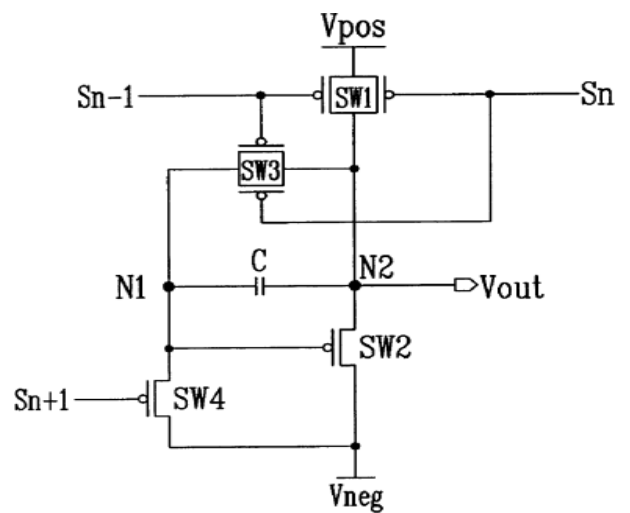 Vpos
Sn-1
SW1
Sn
SW3
C
N1
N2
Vout
SW2
Sn+1
SW4
Vneg